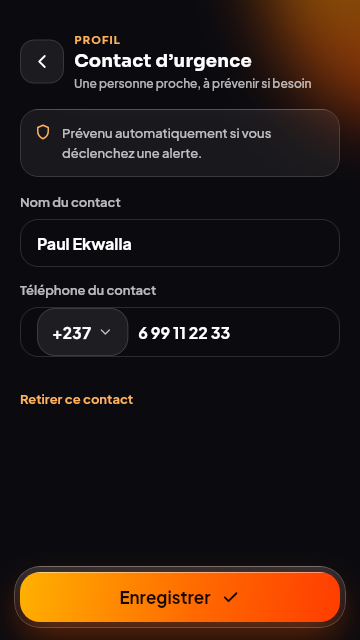 PROFIL
Contact d’urgence
Une personne proche, à prévenir si besoin
Prévenu automatiquement si vous
déclenchez une alerte.
Nom du contact
Paul Ekwalla
Téléphone du contact
+237 6 99 11 22 33
Retirer ce contact
Enregistrer